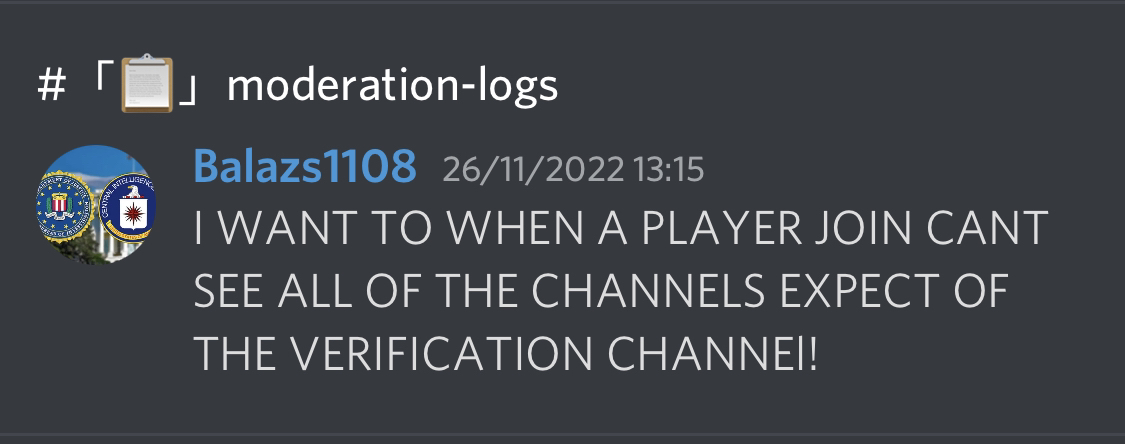 # 「📋」 moderation-logs
Balazs1108 26/11/2022 13:15
I WANT TO WHEN A PLAYER JOIN CANT
SEE ALL OF THE CHANNELS EXPECT OF
THE VERIFICATION CHANNEl!